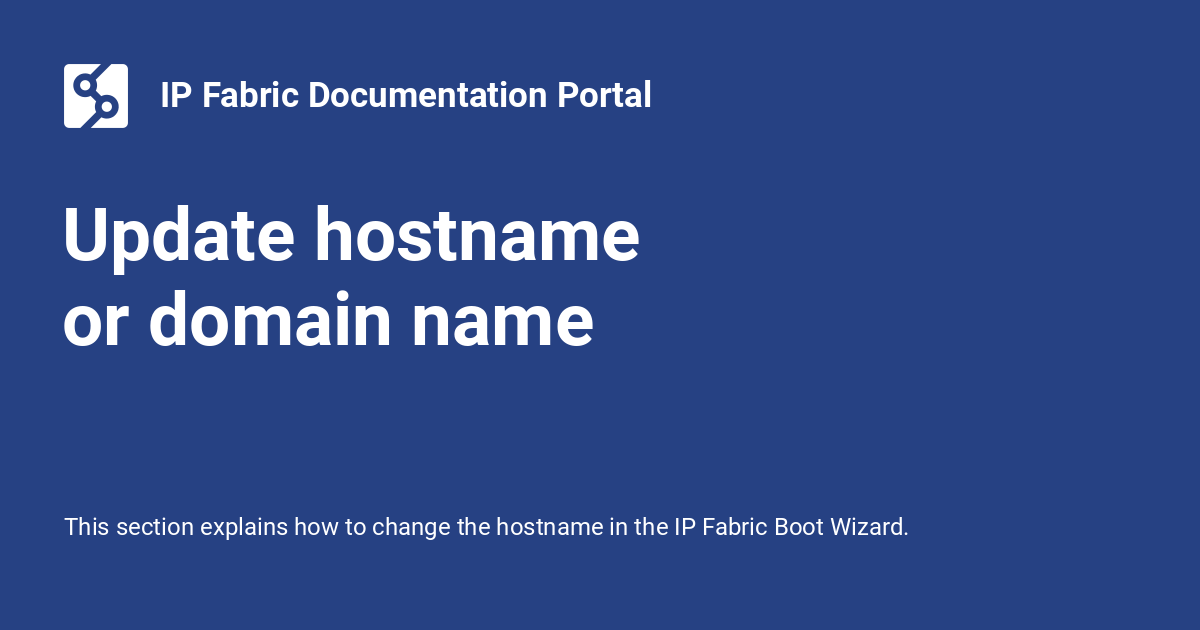 IP Fabric Documentation Portal
Update hostname
or domain name
This section explains how to change the hostname in the IP Fabric Boot Wizard.